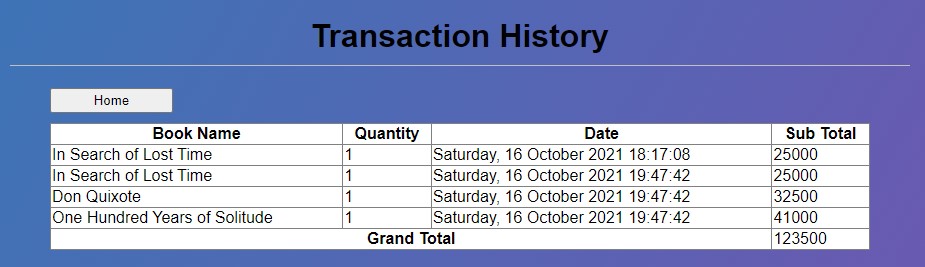 Transaction History
Home
Book Name Quantity Date Sub Total
In Search of Lost Time 1 Saturday, 16 October 2021 18:17:08 25000
In Search of Lost Time 1 Saturday, 16 October 2021 19:47:42 25000
Don Quixote 1 Saturday, 16 October 2021 19:47:42 32500
One Hundred Years of Solitude 1 Saturday, 16 October 2021 19:47:42 41000
Grand Total 123500